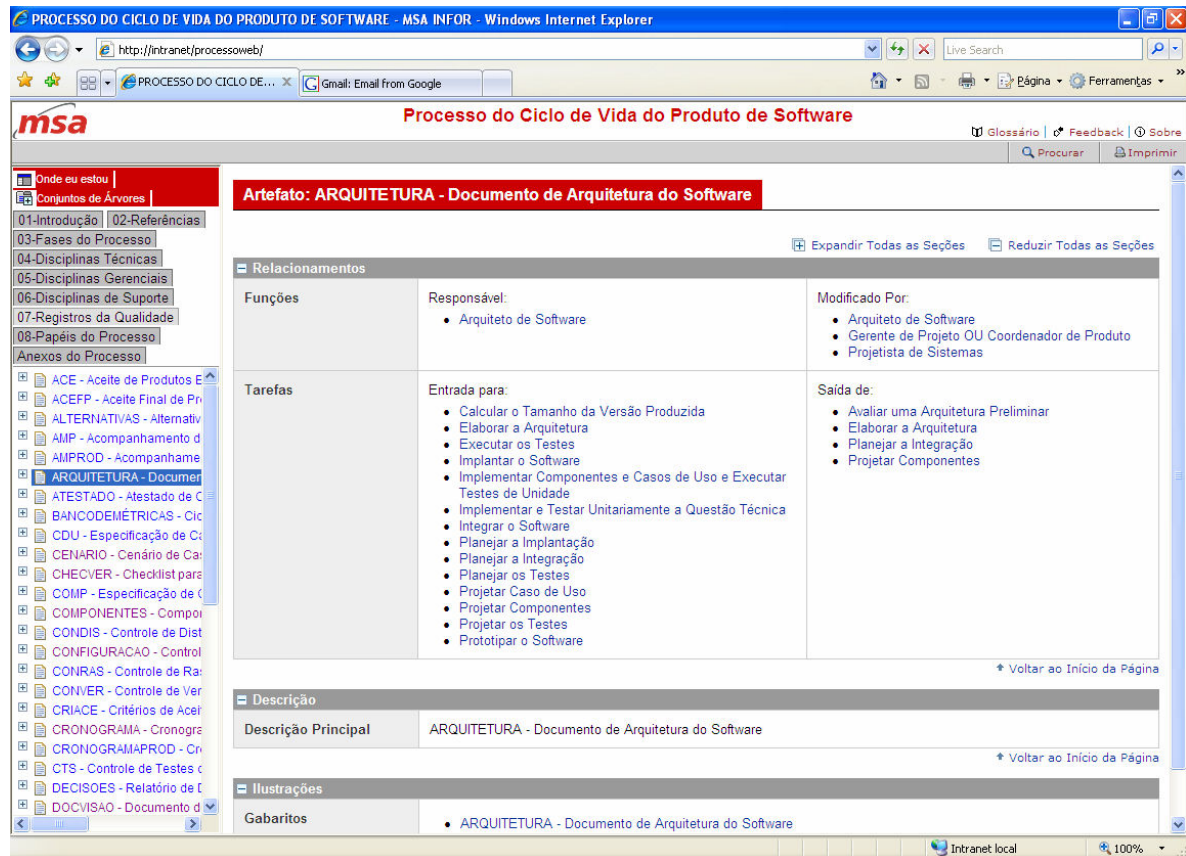 PROCESSO DO CICLO DE VIDA DO PRODUTO DE SOFTWARE - MSA INFOR - Windows Internet Explorer
http://intranet/processoweb/
Live Search
PROCESSO DO CICLO DE... X
Gmail: Email from Google
Página
Ferramentas
msa
Processo do Ciclo de Vida do Produto de Software
Glossário | Feedback | Sobre
Procurar
Imprimir
Onde eu estou
Conjuntos de Árvores
01-Introdução
02-Referências
03-Fases do Processo
04-Disciplinas Técnicas
05-Disciplinas Gerenciais
06-Disciplinas de Suporte
07-Registros da Qualidade
08-Papéis do Processo
Anexos do Processo
ACE - Aceite de Produtos E
ACEFP - Aceite Final de Pr
ALTERNATIVAS - Alternativ
AMP - Acompanhamento d
AMPROD - Acompanhame
ARQUITETURA - Documen
ATESTADO - Atestado de C
BANCODEMÉTRICAS - Cic
CDU - Especificação de Ca
CENARIO - Cenário de Cas
CHECVER - Checklist para
COMP - Especificação de C
COMPONENTES - Compon
CONDIS - Controle de Dist
CONFIGURACAO - Control
CONRAS - Controle de Ras
CONVER - Controle de Ver
CRIACE - Critérios de Aceit
CRONOGRAMA - Cronogra
CRONOGRAMAPROD - Cro
CTS - Controle de Testes d
DECISOES - Relatório de D
DOCVISAO - Documento d
Artefato: ARQUITETURA - Documento de Arquitetura do Software
Expandir Todas as Seções
Reduzir Todas as Seções
Relacionamentos
Funções
Responsável:
Arquiteto de Software
Modificado Por:
Arquiteto de Software
Gerente de Projeto OU Coordenador de Produto
Projetista de Sistemas
Tarefas
Entrada para:
Calcular o Tamanho da Versão Produzida
Elaborar a Arquitetura
Executar os Testes
Implantar o Software
Implementar Componentes e Casos de Uso e Executar
Testes de Unidade
Implementar e Testar Unitariamente a Questão Técnica
Integrar o Software
Planejar a Implantação
Planejar a Integração
Planejar os Testes
Projetar Caso de Uso
Projetar Componentes
Projetar os Testes
Prototipar o Software
Saída de:
Avaliar uma Arquitetura Preliminar
Elaborar a Arquitetura
Planejar a Integração
Projetar Componentes
Voltar ao Início da Página
Descrição
Descrição Principal
ARQUITETURA - Documento de Arquitetura do Software
Voltar ao Início da Página
Ilustrações
Gabaritos
ARQUITETURA - Documento de Arquitetura do Software
Intranet local
100%